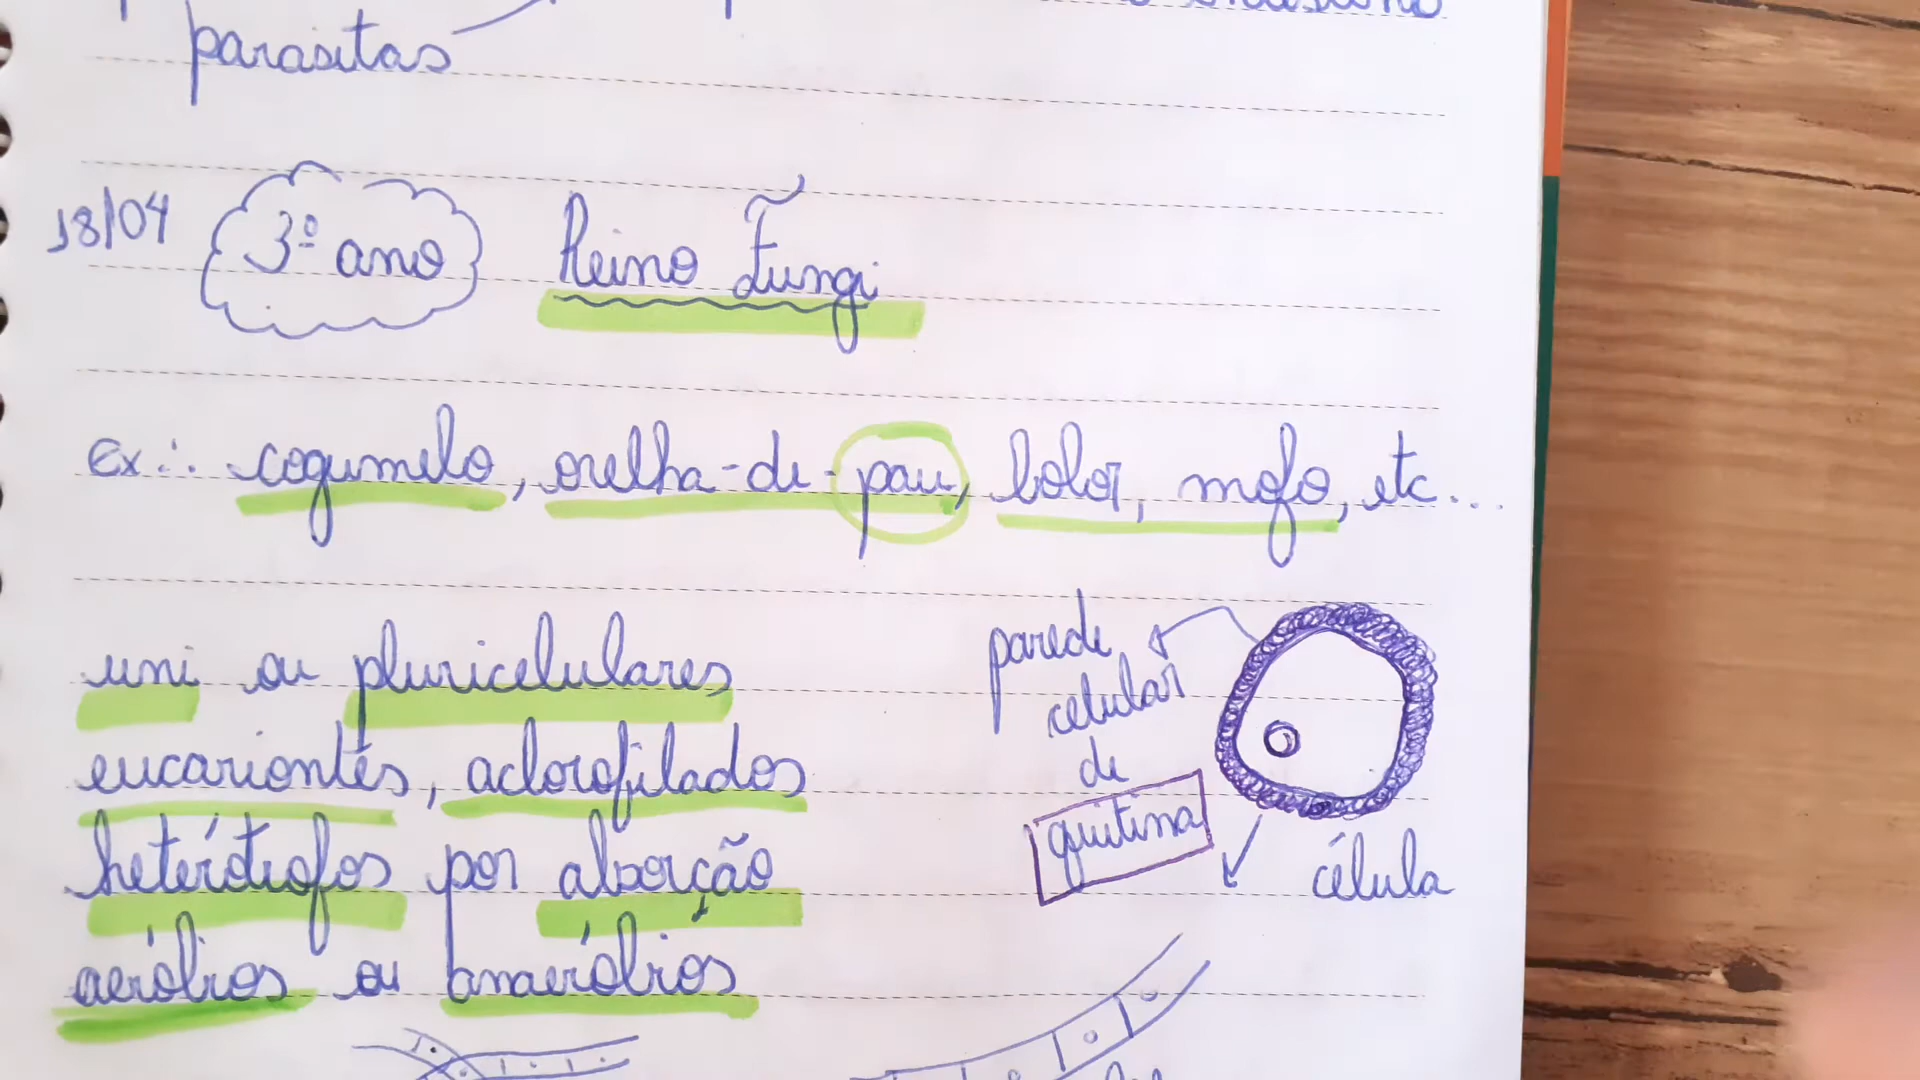 parasitas
18/04 3º ano Reino Fungi
Ex:. cogumelo, orelha-de-pau, bolor, mofo, etc...
uni ou pluricelulares
eucariontes, aclorofilados
heterótrofos por absorção
aeróbios ou anaeróbios
parede
celular
de
quitina
célula